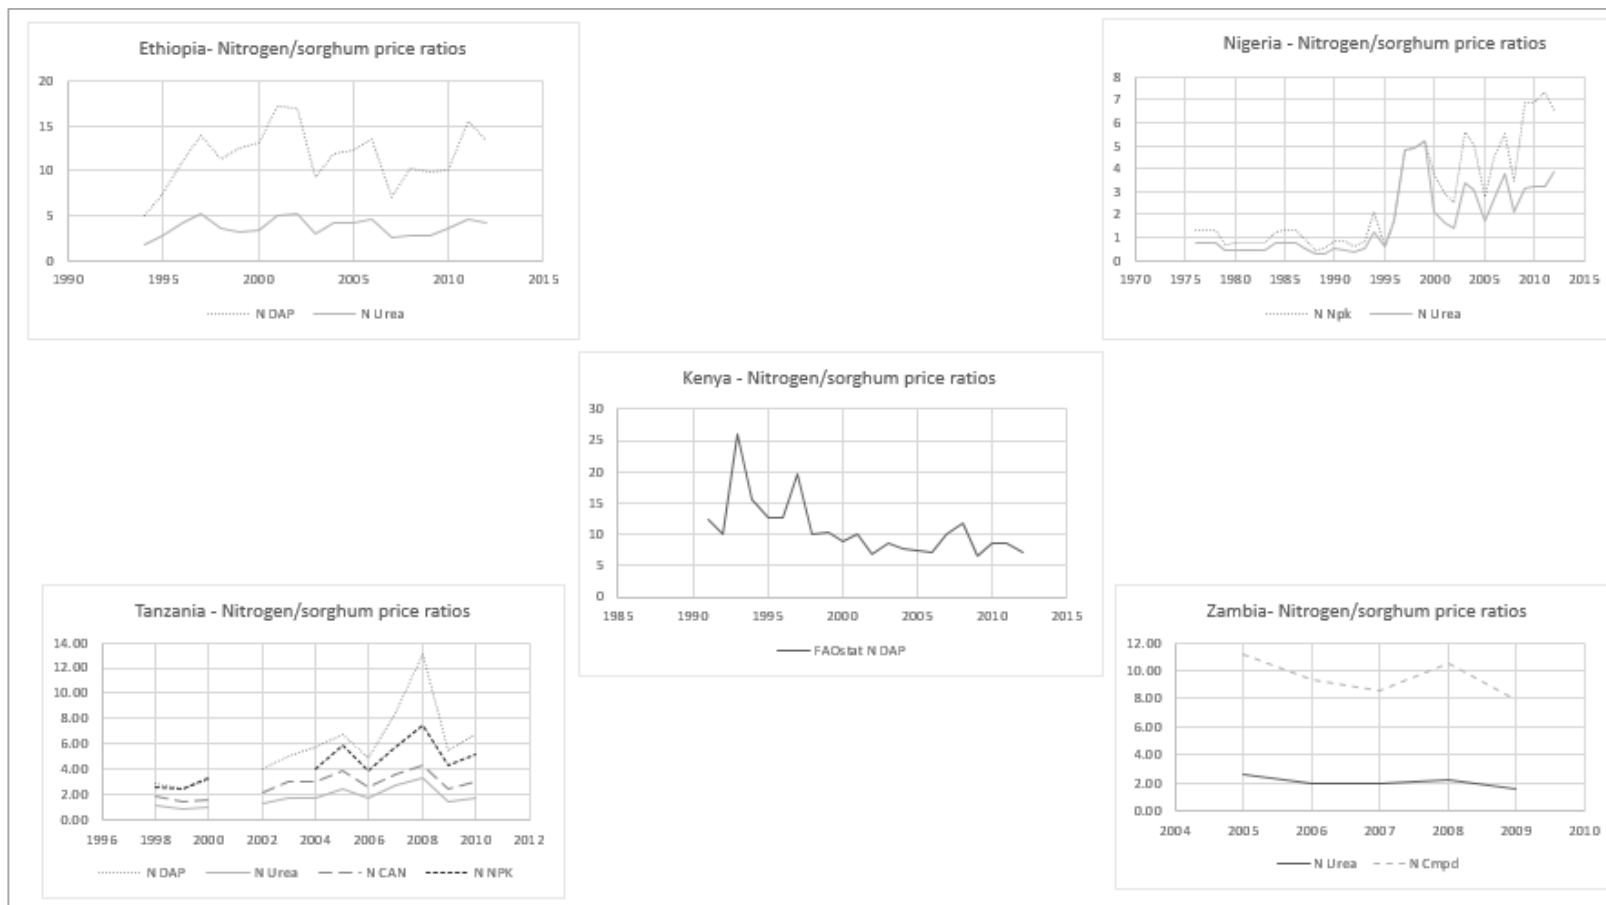 Ethiopia- Nitrogen/sorghum price ratios
20
15
10
5
0
1990 1995 2000 2005 2010 2015
N DAP N Urea
Nigeria - Nitrogen/sorghum price ratios
8
7
6
5
4
3
2
1
0
1970 1975 1980 1985 1990 1995 2000 2005 2010 2015
N Npk N Urea
Kenya - Nitrogen/sorghum price ratios
30
25
20
15
10
5
0
1985 1990 1995 2000 2005 2010 2015
FAOstat N DAP
Tanzania - Nitrogen/sorghum price ratios
14.00
12.00
10.00
8.00
6.00
4.00
2.00
0.00
1996 1998 2000 2002 2004 2006 2008 2010 2012
N DAP N Urea N CAN N NPK
Zambia- Nitrogen/sorghum price ratios
12.00
10.00
8.00
6.00
4.00
2.00
0.00
2004 2005 2006 2007 2008 2009 2010
N Urea N Cmpd